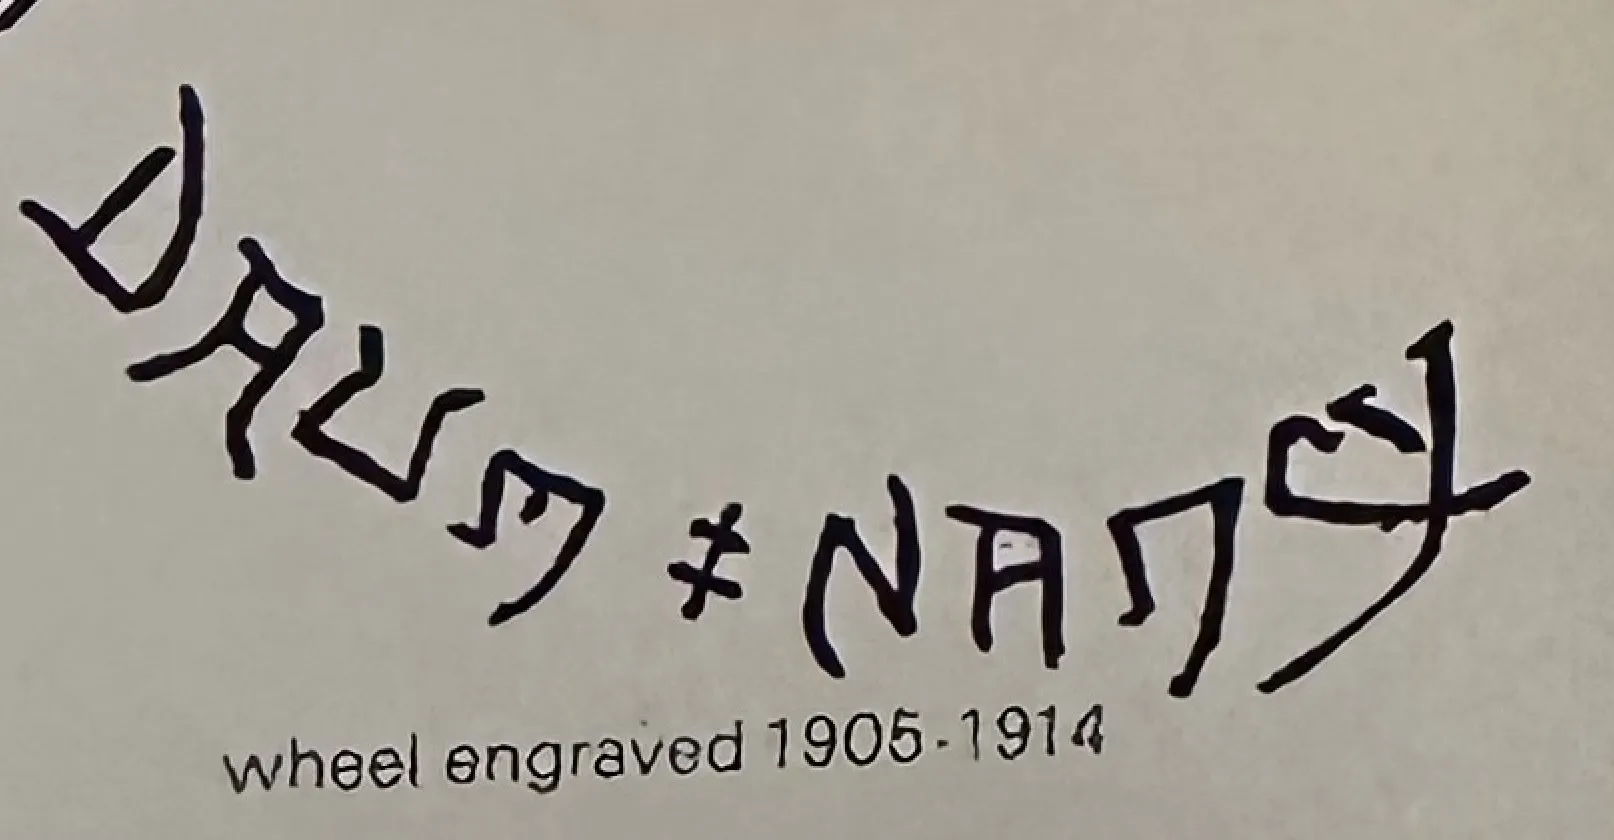 DAUM ‡ NANCY
wheel engraved 1905-1914